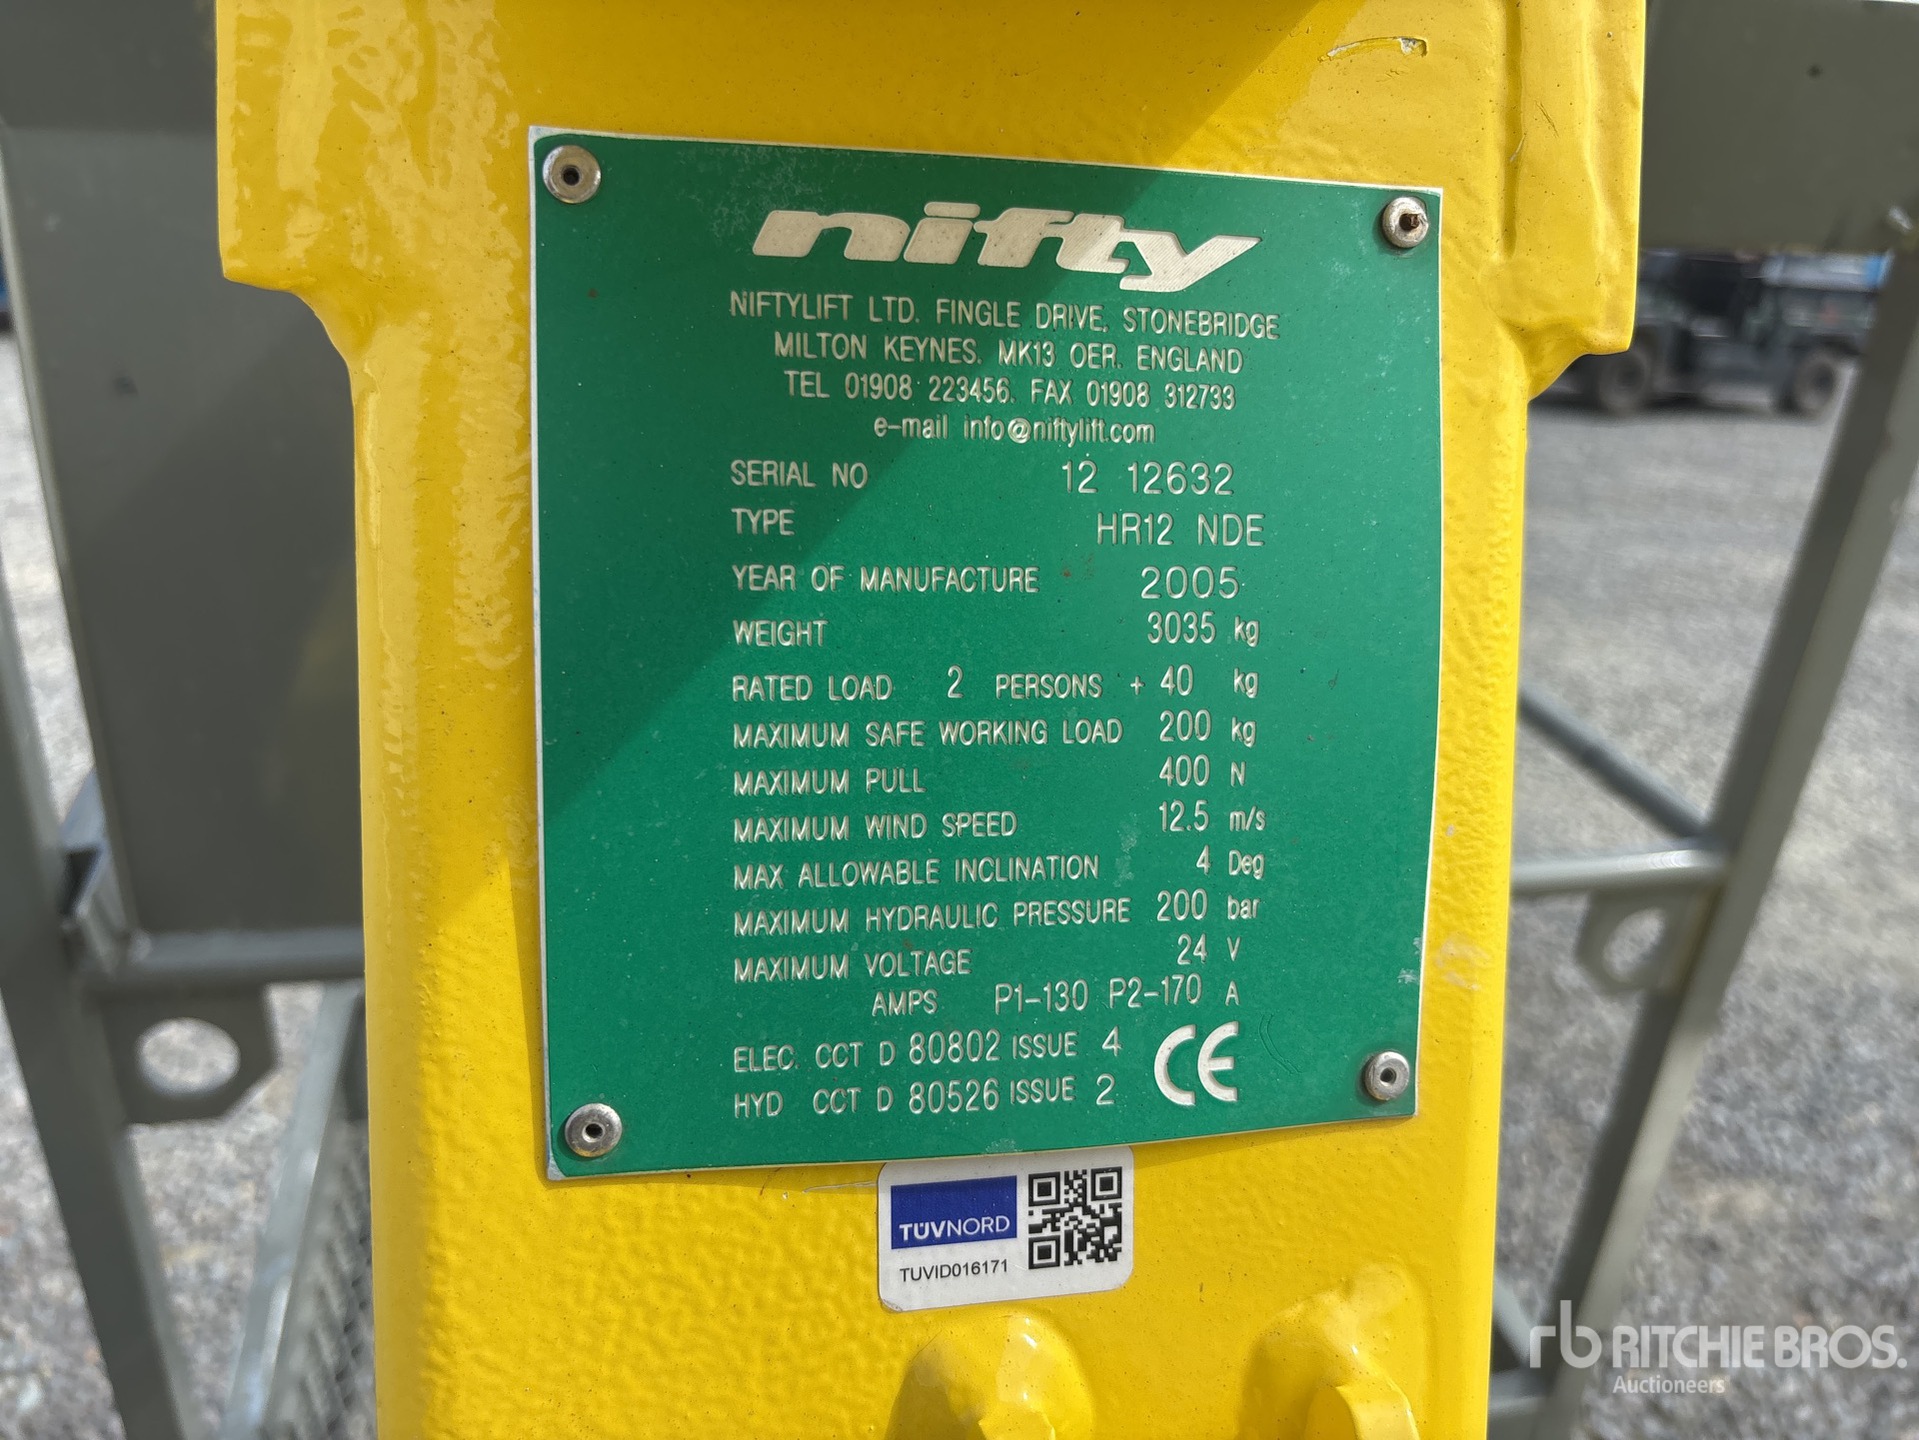 nifty
NIFTYLIFT LTD. FINGLE DRIVE, STONEBRIDGE
MILTON KEYNES. MK13 OER. ENGLAND
TEL 01908 223456. FAX 01908 312733
e-mail info@niftylift.com
SERIAL NO 12 12632
TYPE HR12 NDE
YEAR OF MANUFACTURE 2005
WEIGHT 3035 kg
RATED LOAD 2 PERSONS + 40 kg
MAXIMUM SAFE WORKING LOAD 200 kg
MAXIMUM PULL 400 N
MAXIMUM WIND SPEED 12.5 m/s
MAX ALLOWABLE INCLINATION 4 Deg
MAXIMUM HYDRAULIC PRESSURE 200 bar
MAXIMUM VOLTAGE 24 V
AMPS P1-130 P2-170 A
ELEC. CCT D 80802 ISSUE 4
HYD CCT D 80526 ISSUE 2
CE
TÜVNORD
TUVID016171
rb RITCHIE BROS.
Auctioneers